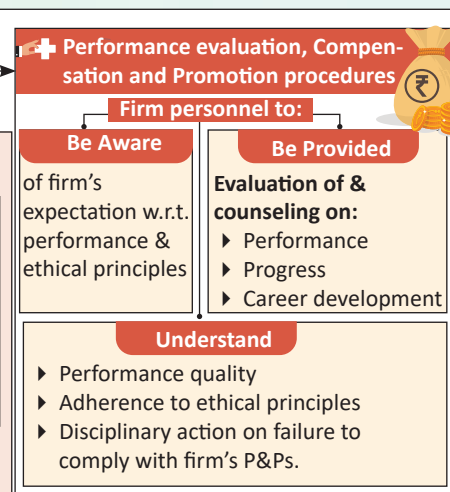 Performance evaluation, Compen-
sation and Promotion procedures
₹
Firm personnel to:
Be Aware
of firm's
expectation w.r.t.
performance &
ethical principles
Be Provided
Evaluation of &
counseling on:
▶ Performance
▶ Progress
▶ Career development
Understand
▶ Performance quality
▶ Adherence to ethical principles
▶ Disciplinary action on failure to
comply with firm's P&Ps.